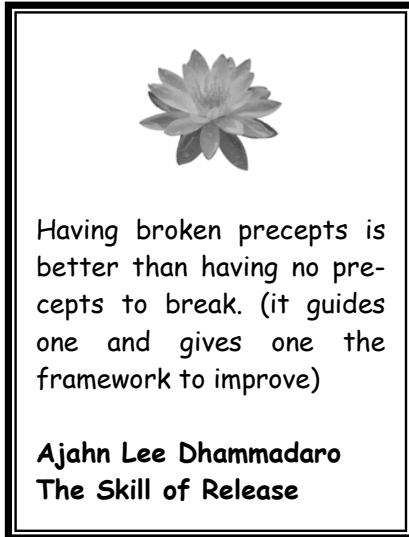 Having broken precepts is
better than having no pre-
cepts to break. (it guides
one and gives one the
framework to improve)
Ajahn Lee Dhammadaro
The Skill of Release